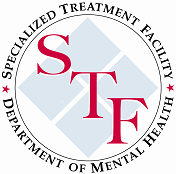 SPECIALIZED TREATMENT FACILITY
STF
DEPARTMENT OF MENTAL HEALTH